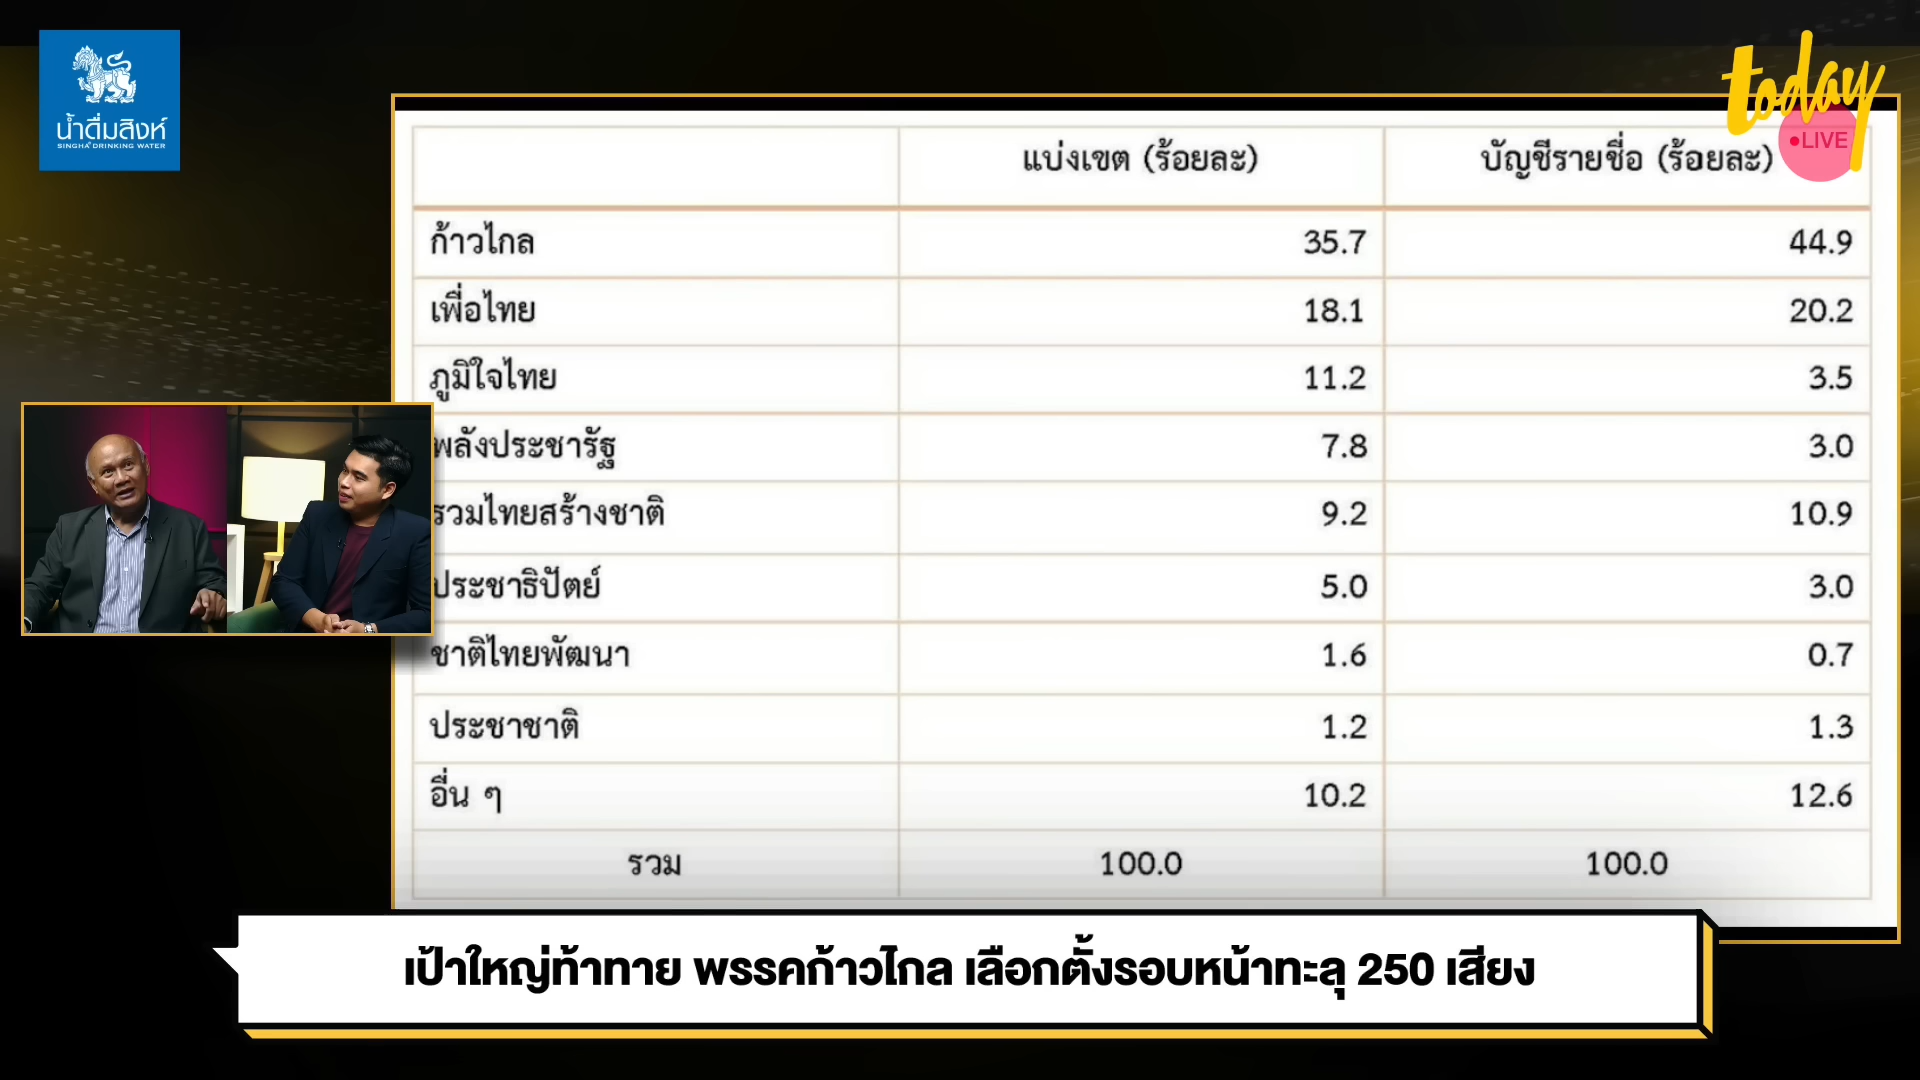 น้ำดื่มสิงห์
SINGHA DRINKING WATER
today
LIVE
แบ่งเขต (ร้อยละ) บัญชีรายชื่อ (ร้อยละ)
ก้าวไกล 35.7 44.9
เพื่อไทย 18.1 20.2
ภูมิใจไทย 11.2 3.5
พลังประชารัฐ 7.8 3.0
รวมไทยสร้างชาติ 9.2 10.9
ประชาธิปัตย์ 5.0 3.0
ชาติไทยพัฒนา 1.6 0.7
ประชาชาติ 1.2 1.3
อื่น ๆ 10.2 12.6
รวม 100.0 100.0
เป้าใหญ่ท้าทาย พรรคก้าวไกล เลือกตั้งรอบหน้าทะลุ 250 เสียง